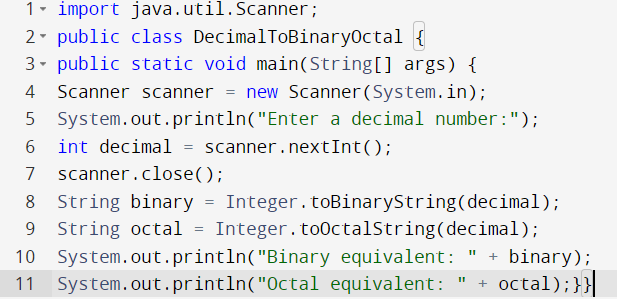 1 import java.util.Scanner;
2 public class DecimalToBinaryOctal {
3 public static void main(String[] args) {
4 Scanner scanner = new Scanner(System.in);
5 System.out.println("Enter a decimal number:");
6 int decimal = scanner.nextInt();
7 scanner.close();
8 String binary = Integer.toBinaryString(decimal);
9 String octal = Integer.toOctalString(decimal);
10 System.out.println("Binary equivalent: " + binary);
11 System.out.println("Octal equivalent: " + octal);}}